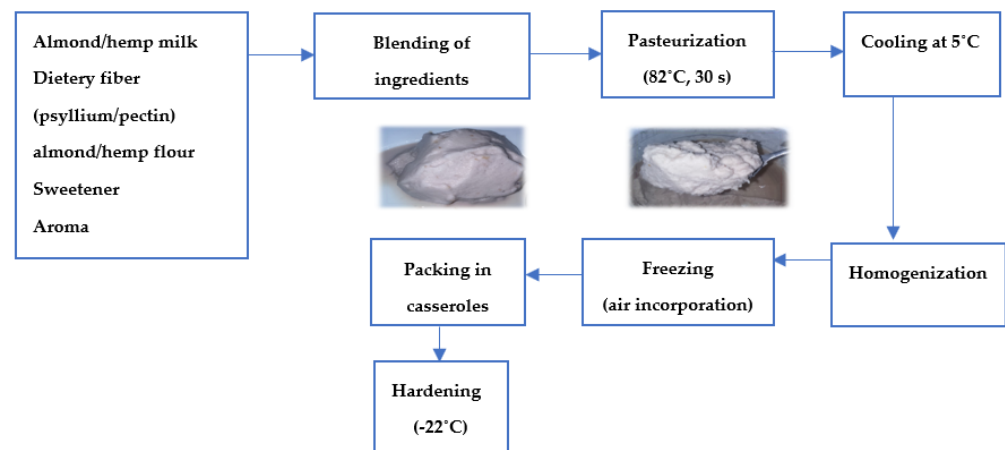 Almond/hemp milk
Dietery fiber
(psyllium/pectin)
almond/hemp flour
Sweetener
Aroma
Blending of
ingredients
Pasteurization
(82˚C, 30 s)
Cooling at 5˚C
Homogenization
Freezing
(air incorporation)
Packing in
casseroles
Hardening
(-22˚C)